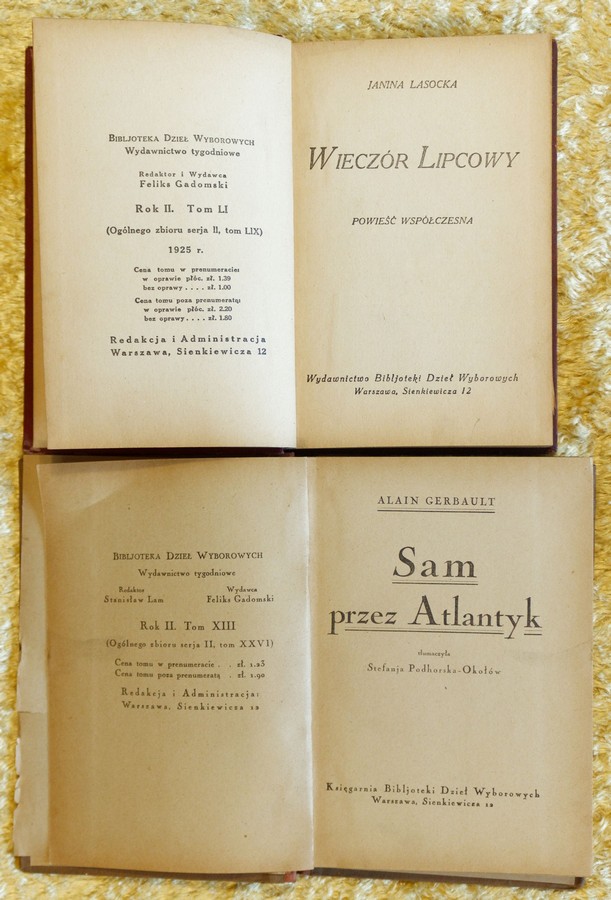 BIBLJOTEKA DZIEŁ WYBOROWYCH
Wydawnictwo tygodniowe
Redaktor i Wydawca
Feliks Gadomski
Rok II. Tom LI
(Ogólnego zbioru serja II, tom LIX)
1925 r.
Cena tomu w prenumeracie:
w oprawie płóc. zł. 1.39
bez oprawy . . . . zł. 1.00
Cena tomu poza prenumeratą:
w oprawie płóc. zł. 2.20
bez oprawy . . . . zł. 1.80
Redakcja i Administracja
Warszawa, Sienkiewicza 12
JANINA LASOCKA
WIECZÓR LIPCOWY
POWIEŚĆ WSPÓŁCZESNA
Wydawnictwo Bibljoteki Dzieł Wyborowych
Warszawa, Sienkiewicza 12
BIBLJOTEKA DZIEŁ WYBOROWYCH
Wydawnictwo tygodniowe
Redaktor Wydawca
Stanisław Lam Feliks Gadomski
Rok II. Tom XIII
(Ogólnego zbioru serja II, tom XXVI)
Cena tomu w prenumeracie . . zł. 1.25
Cena tomu poza prenumeratą . zł. 1.90
Redakcja i Administracja:
Warszawa, Sienkiewicza 12
ALAIN GERBAULT
Sam
przez Atlantyk
tłomaczyła
Stefanja Podhorska-Okołów
Księgarnia Bibljoteki Dzieł Wyborowych
Warszawa, Sienkiewicza 12